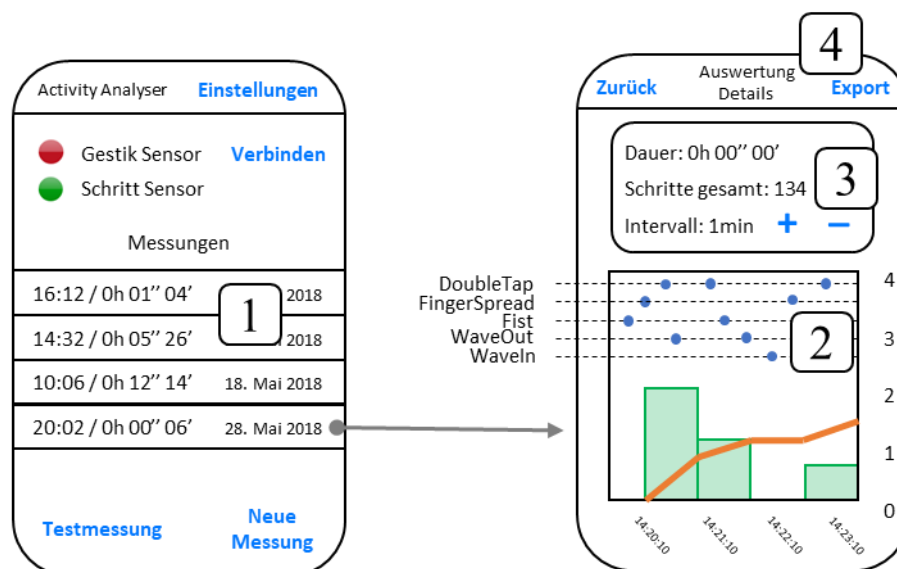 Activity Analyser Einstellungen
Gestik Sensor Verbinden
Schritt Sensor
Messungen
16:12 / 0h 01’’ 04’ 2018
14:32 / 0h 05’’ 26’ 2018
1
10:06 / 0h 12’’ 14’ 18. Mai 2018
20:02 / 0h 00’’ 06’ 28. Mai 2018
Testmessung Neue
Messung
4
Zurück Auswertung
Details Export
Dauer: 0h 00’’ 00’
Schritte gesamt: 134
3
Intervall: 1min + −
DoubleTap
FingerSpread
Fist
WaveOut
WaveIn
2
4
3
2
1
0
14:20:10 14:21:10 14:22:10 14:23:10